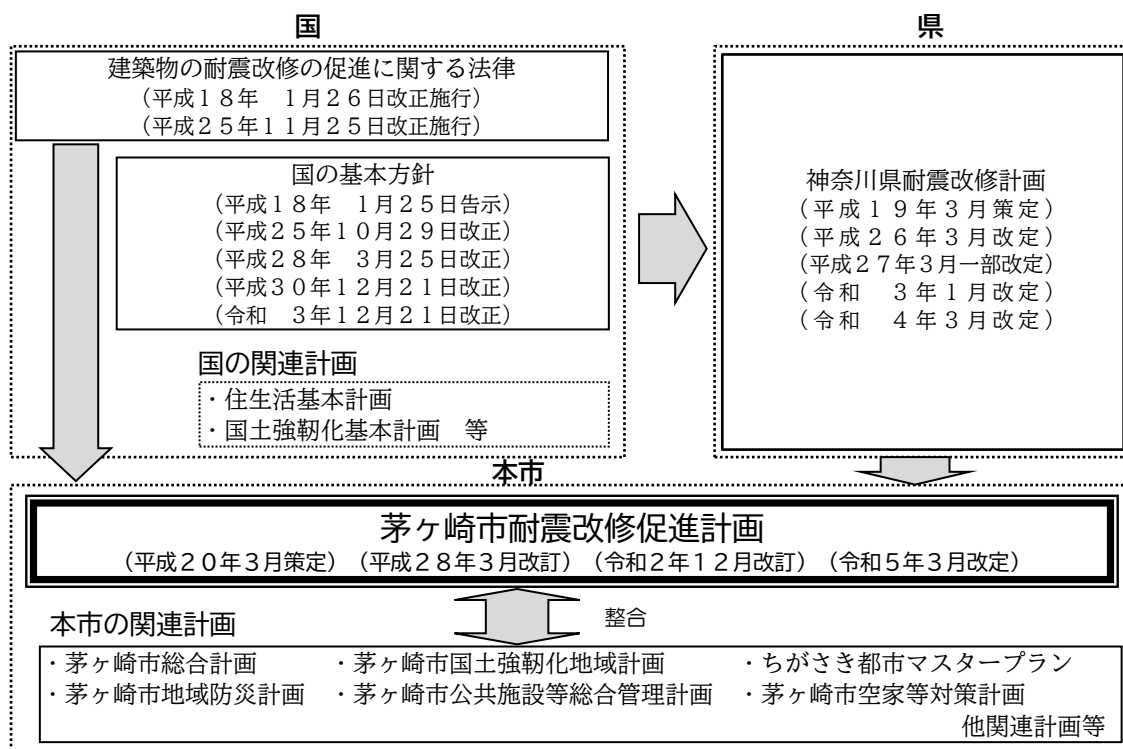 国
建築物の耐震改修の促進に関する法律
（平成１８年　１月２６日改正施行）
（平成２５年１１月２５日改正施行）
国の基本方針
（平成１８年　１月２５日告示）
（平成２５年１０月２９日改正）
（平成２８年　３月２５日改正）
（平成３０年１２月２１日改正）
（令和　３年１２月２１日改正）
国の関連計画
・住生活基本計画
・国土強靭化基本計画　等
県
神奈川県耐震改修計画
（平成１９年３月策定）
（平成２６年３月改定）
（平成２７年３月一部改定）
（令和　３年１月改定）
（令和　４年３月改定）
本市
茅ヶ崎市耐震改修促進計画
（平成２０年３月策定）（平成２８年３月改訂）（令和２年１２月改訂）（令和５年３月改定）
整合
本市の関連計画
・茅ヶ崎市総合計画　・茅ヶ崎市国土強靭化地域計画　・ちがさき都市マスタープラン
・茅ヶ崎市地域防災計画　・茅ヶ崎市公共施設等総合管理計画　・茅ヶ崎市空家等対策計画
他関連計画等